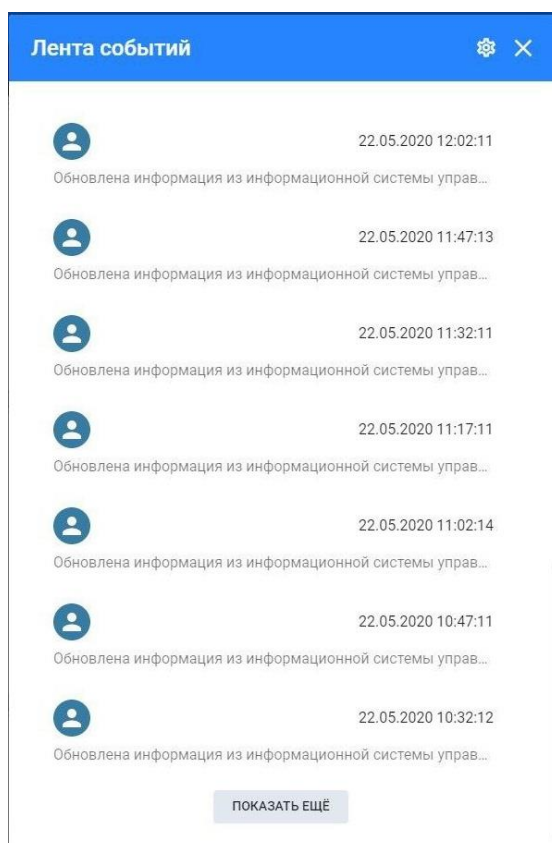 Лента событий
22.05.2020 12:02:11
Обновлена информация из информационной системы управ...
22.05.2020 11:47:13
Обновлена информация из информационной системы управ...
22.05.2020 11:32:11
Обновлена информация из информационной системы управ...
22.05.2020 11:17:11
Обновлена информация из информационной системы управ...
22.05.2020 11:02:14
Обновлена информация из информационной системы управ...
22.05.2020 10:47:11
Обновлена информация из информационной системы управ...
22.05.2020 10:32:12
Обновлена информация из информационной системы управ...
ПОКАЗАТЬ ЕЩЁ